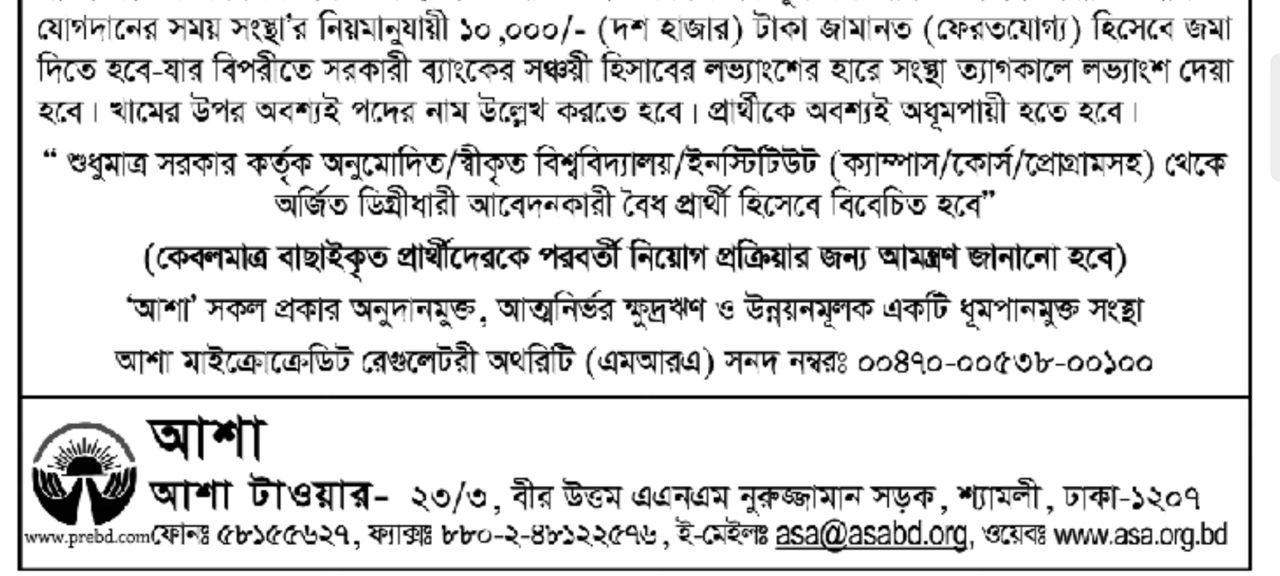 যোগদানের সময় সংস্থা'র নিয়মানুযায়ী ১০,০০০/- (দশ হাজার) টাকা জামানত (ফেরতযোগ্য) হিসেবে জমা
দিতে হবে-যার বিপরীতে সরকারী ব্যাংকের সঞ্চয়ী হিসাবের লভ্যাংশের হারে সংস্থা ত্যাগকালে লভ্যাংশ দেয়া
হবে। খামের উপর অবশ্যই পদের নাম উল্লেখ করতে হবে। প্রার্থীকে অবশ্যই অধূমপায়ী হতে হবে।
“ শুধুমাত্র সরকার কর্তৃক অনুমোদিত/স্বীকৃত বিশ্ববিদ্যালয়/ইনস্টিটিউট (ক্যাম্পাস/কোর্স/প্রোগ্রামসহ) থেকে
অর্জিত ডিগ্রীধারী আবেদনকারী বৈধ প্রার্থী হিসেবে বিবেচিত হবে”
(কেবলমাত্র বাছাইকৃত প্রার্থীদেরকে পরবর্তী নিয়োগ প্রক্রিয়ার জন্য আমন্ত্রণ জানানো হবে)
‘আশা’ সকল প্রকার অনুদানমুক্ত, আত্মনির্ভর ক্ষুদ্রঋণ ও উন্নয়নমূলক একটি ধূমপানমুক্ত সংস্থা
আশা মাইক্রোক্রেডিট রেগুলেটরী অথরিটি (এমআরএ) সনদ নম্বরঃ ০০৪৭০-০০৫৩৮-০০১০০
আশা
আশা টাওয়ার- ২৩/৩, বীর উত্তম এএনএম নুরুজ্জামান সড়ক, শ্যামলী, ঢাকা-১২০৭
www.prebd.com
ফোনঃ ৫৮১৫৫৬২৭, ফ্যাক্সঃ ৮৮০-২-৪৮১২২৫৭৬, ই-মেইলঃ asa@asabd.org, ওয়েবঃ www.asa.org.bd